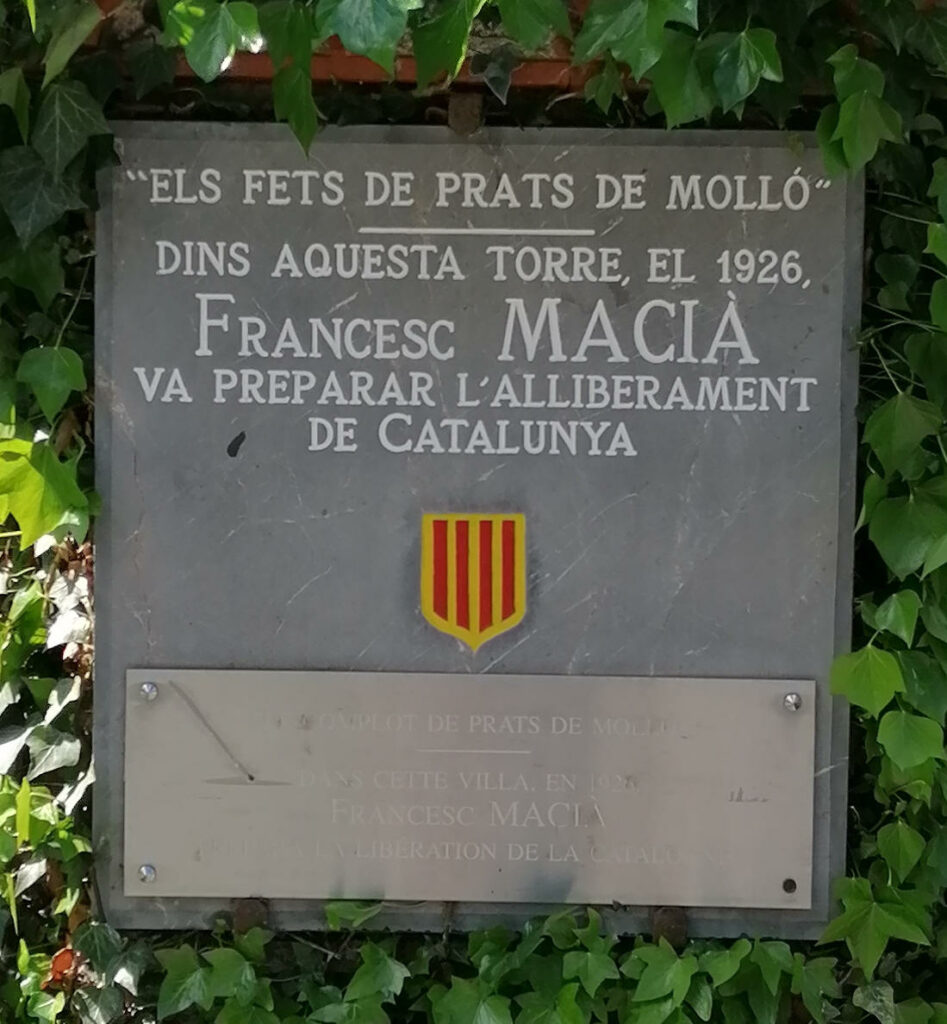 “ELS FETS DE PRATS DE MOLLÓ”
DINS AQUESTA TORRE, EL 1926,
FRANCESC MACIÀ
VA PREPARAR L'ALLIBERAMENT
DE CATALUNYA
COMPLOT DE PRATS DE
DANS CETTE VILLA, EN 1926
FRANCESC MACIÀ
LA LIBÉRATION DE LA